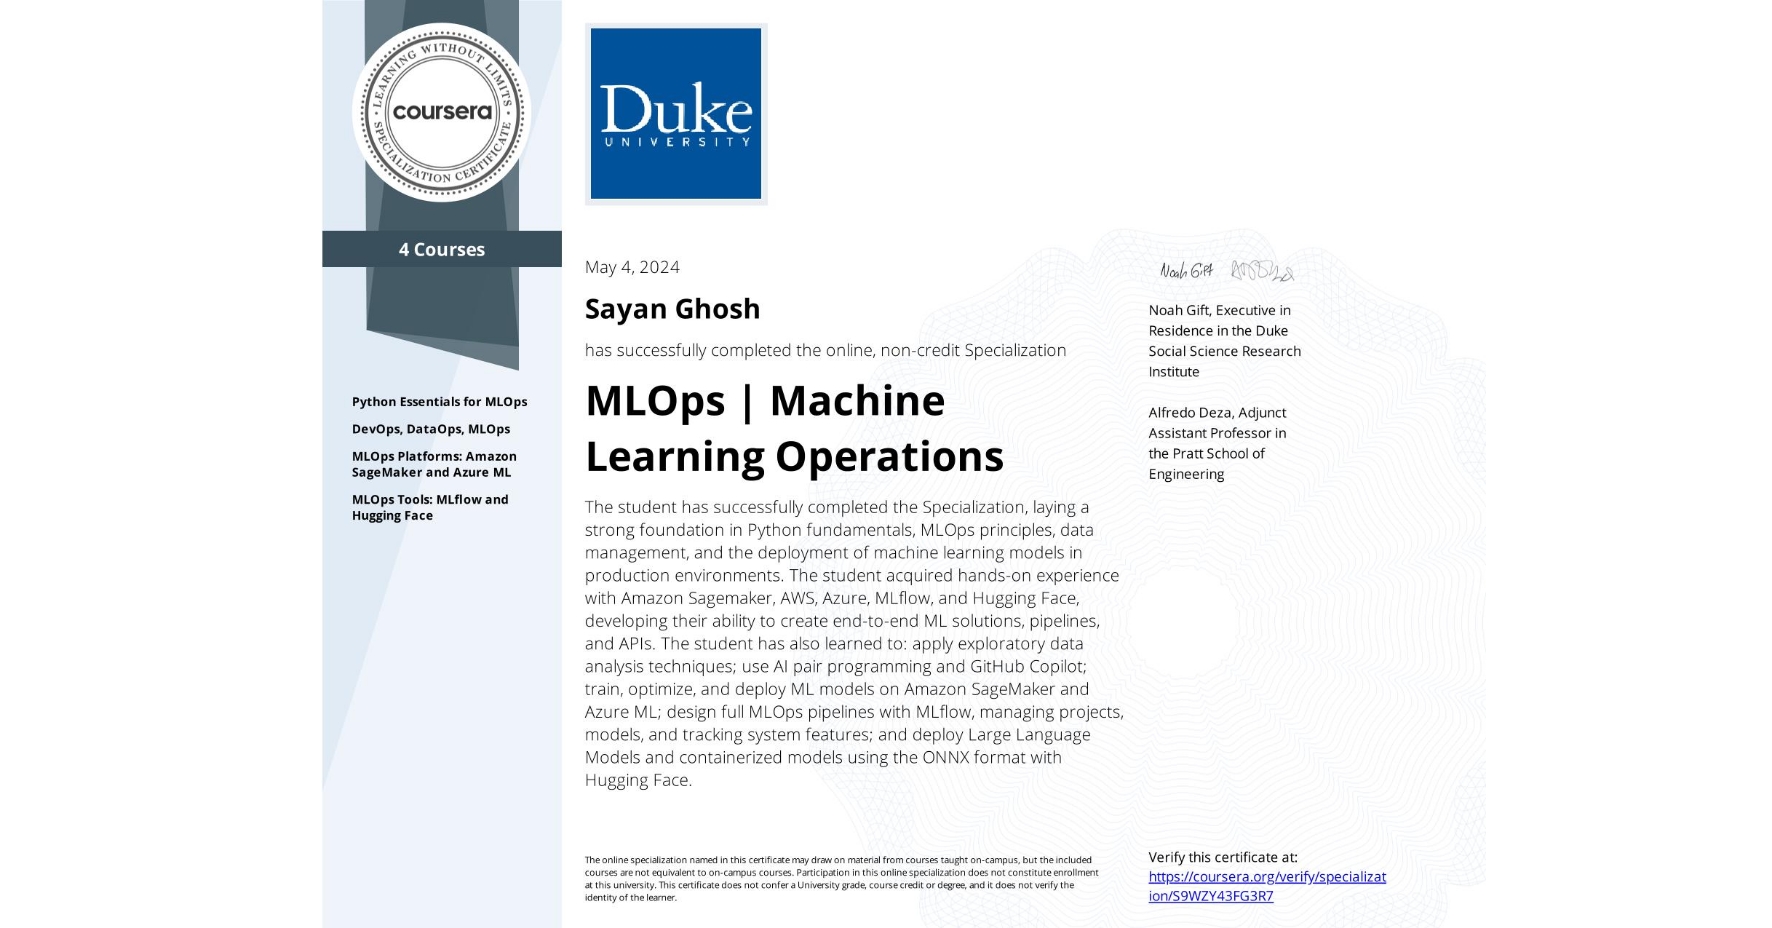 LEARNING WITHOUT LIMITS
coursera
SPECIALIZATION CERTIFICATE
4 Courses
Python Essentials for MLOps
DevOps, DataOps, MLOps
MLOps Platforms: Amazon
SageMaker and Azure ML
MLOps Tools: MLflow and
Hugging Face
Duke
UNIVERSITY
May 4, 2024
Sayan Ghosh
has successfully completed the online, non-credit Specialization
MLOps | Machine
Learning Operations
The student has successfully completed the Specialization, laying a
strong foundation in Python fundamentals, MLOps principles, data
management, and the deployment of machine learning models in
production environments. The student acquired hands-on experience
with Amazon Sagemaker, AWS, Azure, MLflow, and Hugging Face,
developing their ability to create end-to-end ML solutions, pipelines,
and APIs. The student has also learned to: apply exploratory data
analysis techniques; use AI pair programming and GitHub Copilot;
train, optimize, and deploy ML models on Amazon SageMaker and
Azure ML; design full MLOps pipelines with MLflow, managing projects,
models, and tracking system features; and deploy Large Language
Models and containerized models using the ONNX format with
Hugging Face.
The online specialization named in this certificate may draw on material from courses taught on-campus, but the included
courses are not equivalent to on-campus courses. Participation in this online specialization does not constitute enrollment
at this university. This certificate does not confer a University grade, course credit or degree, and it does not verify the
identity of the learner.
Noah Gift
Noah Gift, Executive in
Residence in the Duke
Social Science Research
Institute
Alfredo Deza, Adjunct
Assistant Professor in
the Pratt School of
Engineering
Verify this certificate at:
https://coursera.org/verify/specializat
ion/S9WZY43FG3R7